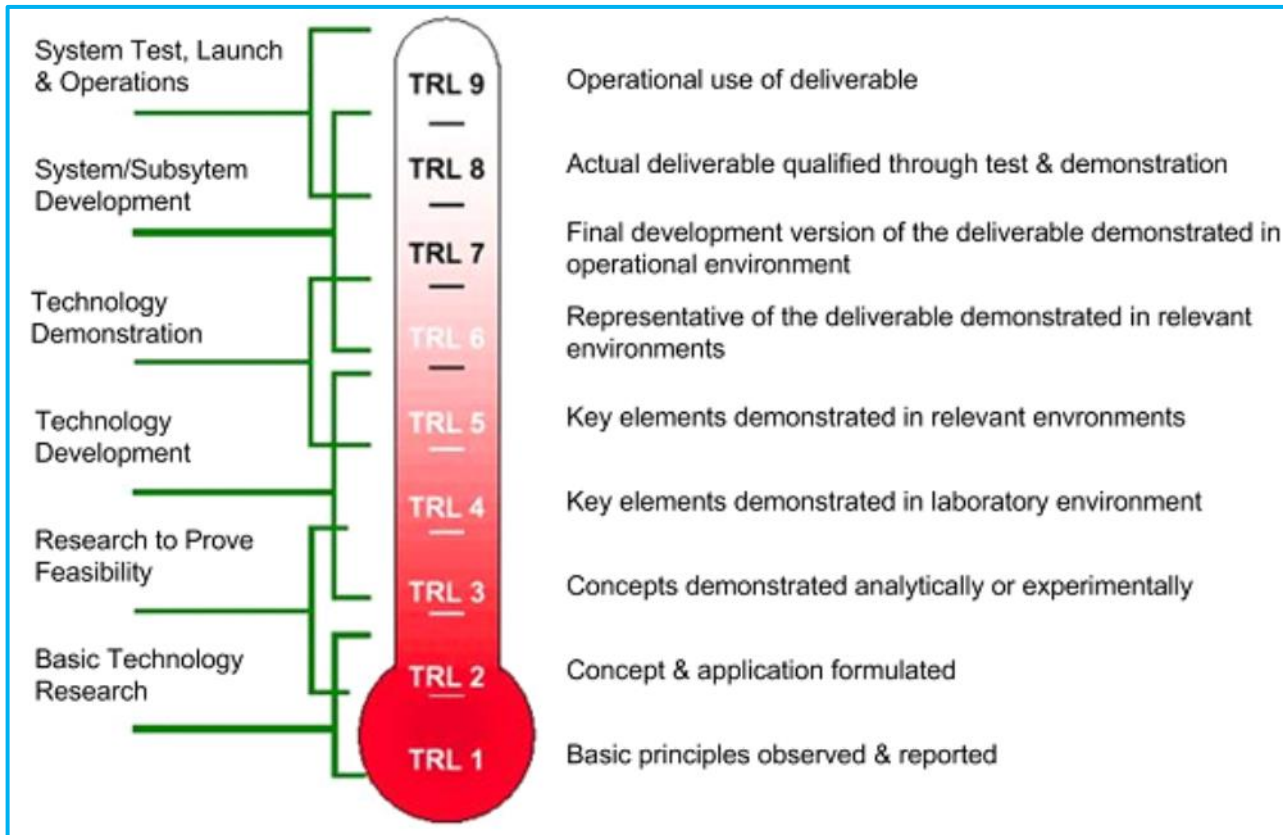 System Test, Launch
& Operations
System/Subsytem
Development
Technology
Demonstration
Technology
Development
Research to Prove
Feasibility
Basic Technology
Research
TRL 9
TRL 8
TRL 7
TRL 6
TRL 5
TRL 4
TRL 3
TRL 2
TRL 1
Operational use of deliverable
Actual deliverable qualified through test & demonstration
Final development version of the deliverable demonstrated in
operational environment
Representative of the deliverable demonstrated in relevant
environments
Key elements demonstrated in relevant envronments
Key elements demonstrated in laboratory environment
Concepts demonstrated analytically or experimentally
Concept & application formulated
Basic principles observed & reported